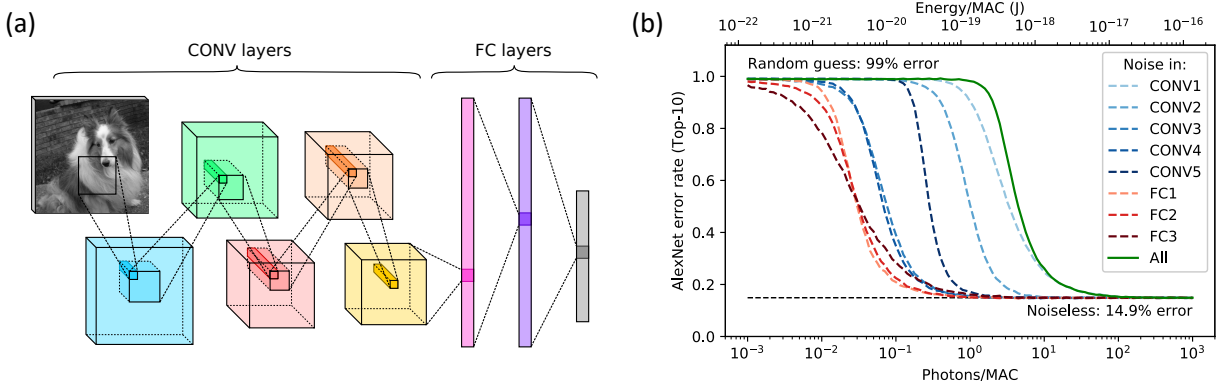 (a)
CONV layers
FC layers
(b)
Energy/MAC (J)
10⁻²² 10⁻²¹ 10⁻²⁰ 10⁻¹⁹ 10⁻¹⁸ 10⁻¹⁷ 10⁻¹⁶
Random guess: 99% error
AlexNet error rate (Top-10)
1.0
0.8
0.6
0.4
0.2
0.0
Noise in:
CONV1
CONV2
CONV3
CONV4
CONV5
FC1
FC2
FC3
All
Noiseless: 14.9% error
10⁻³ 10⁻² 10⁻¹ 10⁰ 10¹ 10² 10³
Photons/MAC